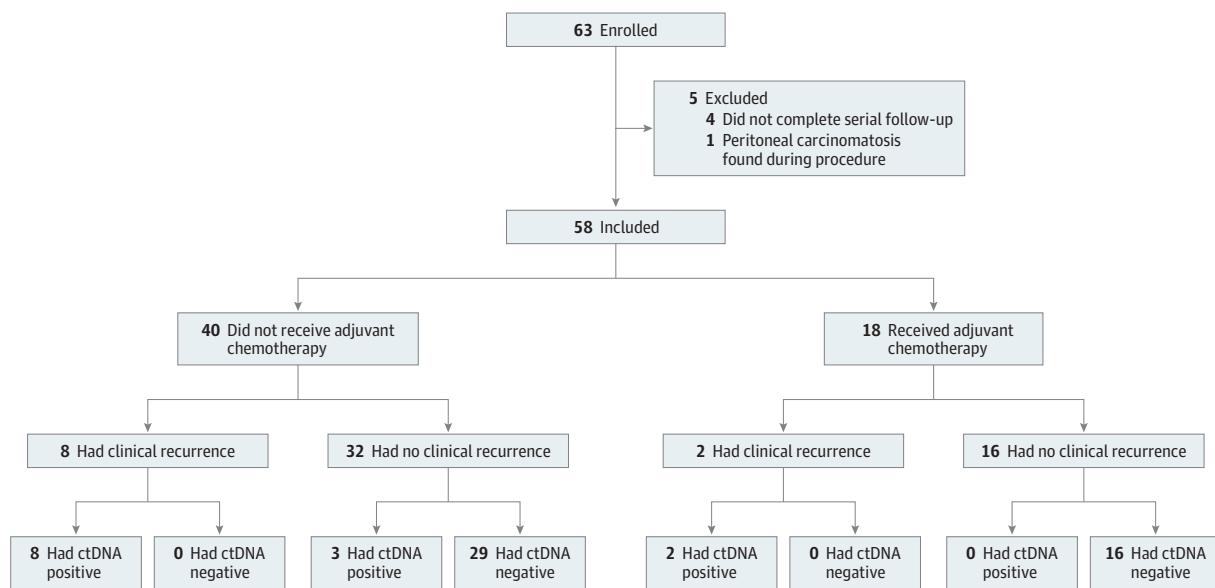 63 Enrolled
5 Excluded
4 Did not complete serial follow-up
1 Peritoneal carcinomatosis
found during procedure
58 Included
40 Did not receive adjuvant
chemotherapy
18 Received adjuvant
chemotherapy
8 Had clinical recurrence
32 Had no clinical recurrence
2 Had clinical recurrence
16 Had no clinical recurrence
8 Had ctDNA
positive
0 Had ctDNA
negative
3 Had ctDNA
positive
29 Had ctDNA
negative
2 Had ctDNA
positive
0 Had ctDNA
negative
0 Had ctDNA
positive
16 Had ctDNA
negative